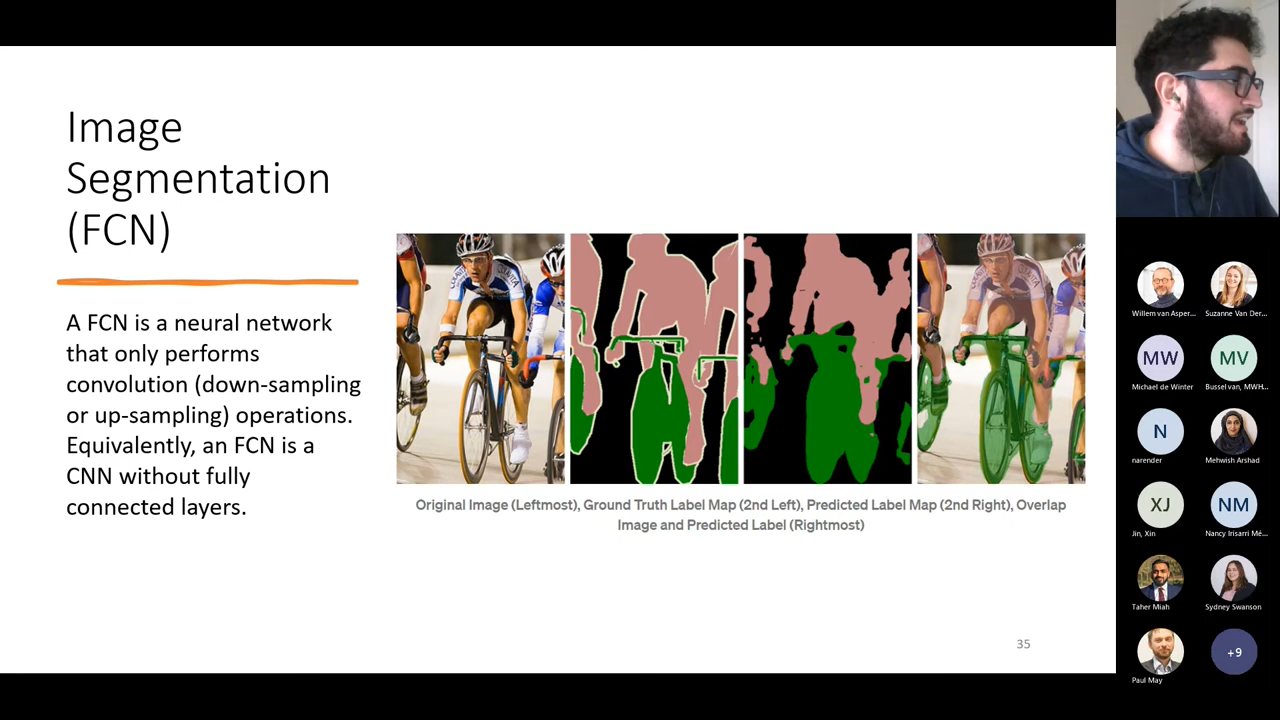 Image
Segmentation
(FCN)
A FCN is a neural network
that only performs
convolution (down-sampling
or up-sampling) operations.
Equivalently, an FCN is a
CNN without fully
connected layers.
Original Image (Leftmost), Ground Truth Label Map (2nd Left), Predicted Label Map (2nd Right), Overlap
Image and Predicted Label (Rightmost)
35
Willem van Asper...
Suzanne Van Der...
MW
MV
Michael de Winter
Bussel van, MWH...
N
narender
Mehwish Arshad
XJ
NM
Jin, Xin
Nancy Irisarri Mé...
Taher Miah
Sydney Swanson
+9
Paul May